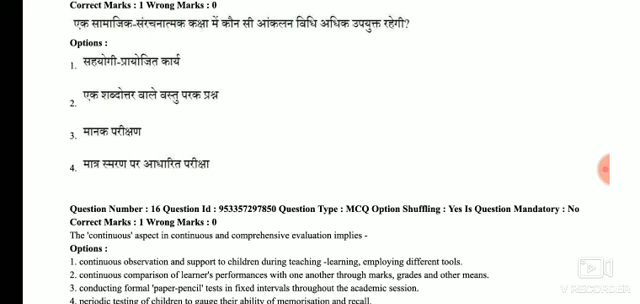 Correct Marks : 1 Wrong Marks : 0
एक सामाजिक-संरचनात्मक कक्षा में कौन सी आंकलन विधि अधिक उपयुक्त रहेगी?
Options :
1. सहयोगी-प्रायोजित कार्य
2. एक शब्दोत्तर वाले वस्तु परक प्रश्न
3. मानक परीक्षण
4. मात्र स्मरण पर आधारित परीक्षा
Question Number : 16 Question Id : 953357297850 Question Type : MCQ Option Shuffling : Yes Is Question Mandatory : No
Correct Marks : 1 Wrong Marks : 0
The 'continuous' aspect in continuous and comprehensive evaluation implies -
Options :
1. continuous observation and support to children during teaching -learning, employing different tools.
2. continuous comparison of learner's performances with one another through marks, grades and other means.
3. conducting formal 'paper-pencil' tests in fixed intervals throughout the academic session.
4. periodic testing of children to gauge their ability of memorisation and recall.
V RECORDER